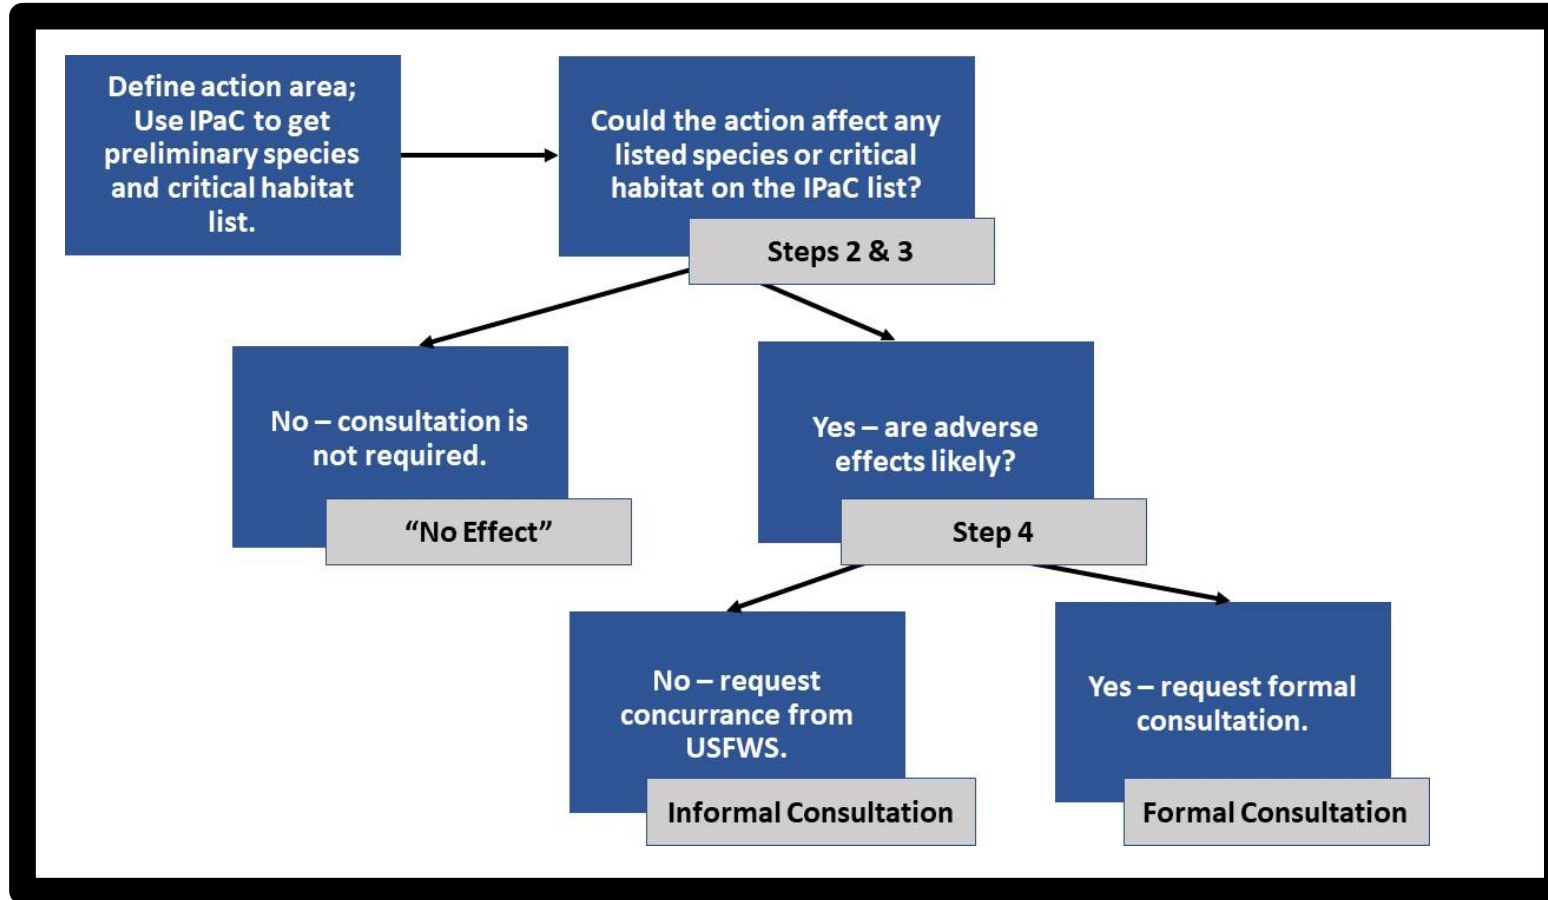 Define action area;
Use IPaC to get
preliminary species
and critical habitat
list.
Could the action affect any
listed species or critical
habitat on the IPaC list?
Steps 2 & 3
No – consultation is
not required.
“No Effect”
Yes – are adverse
effects likely?
Step 4
No – request
concurrance from
USFWS.
Informal Consultation
Yes – request formal
consultation.
Formal Consultation